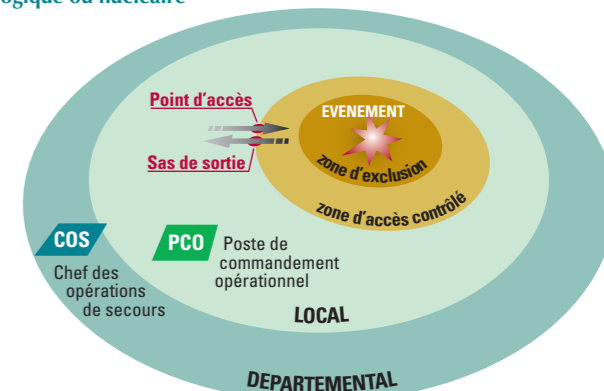 ogique ou nucléaire
Point d'accès
EVENEMENT
Sas de sortie
zone d'exclusion
zone d'accès contrôlé
COS
PCO
Poste de
commandement
opérationnel
Chef des
opérations
de secours
LOCAL
DEPARTEMENTAL